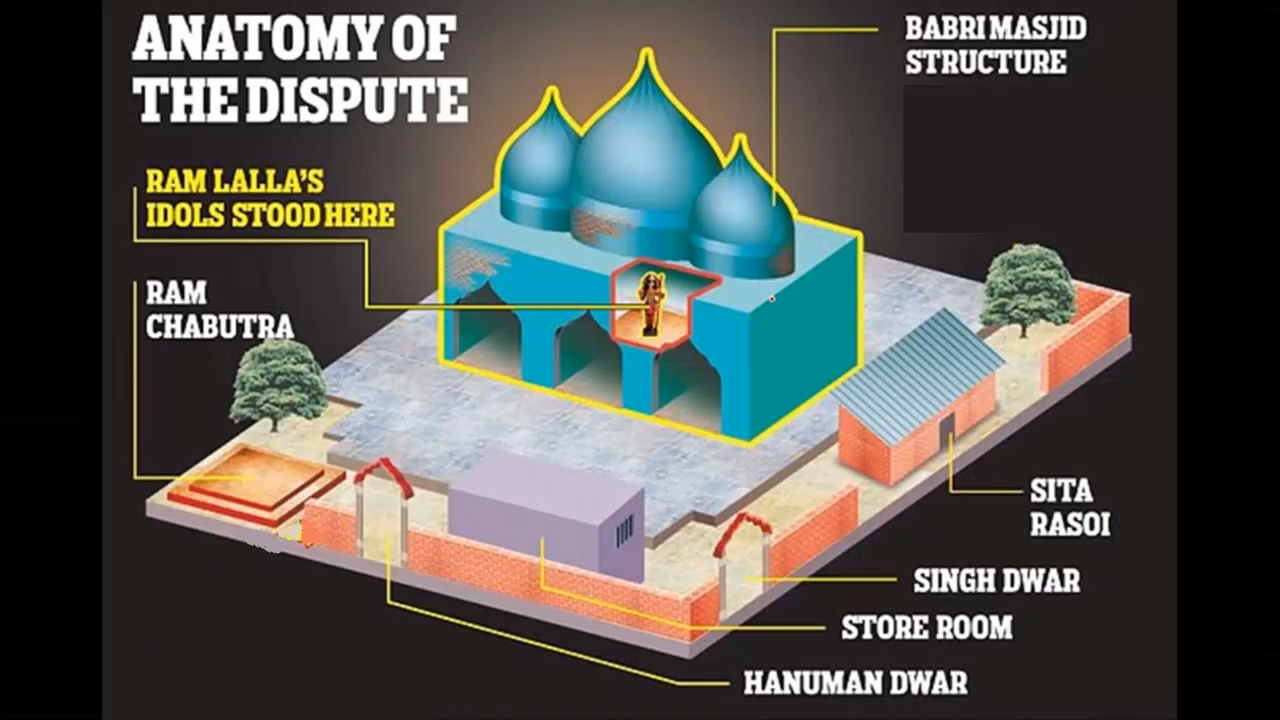 ANATOMY OF
THE DISPUTE
BABRI MASJID
STRUCTURE
RAM LALLA'S
IDOLS STOOD HERE
RAM
CHABUTRA
SITA
RASOI
SINGH DWAR
STORE ROOM
HANUMAN DWAR